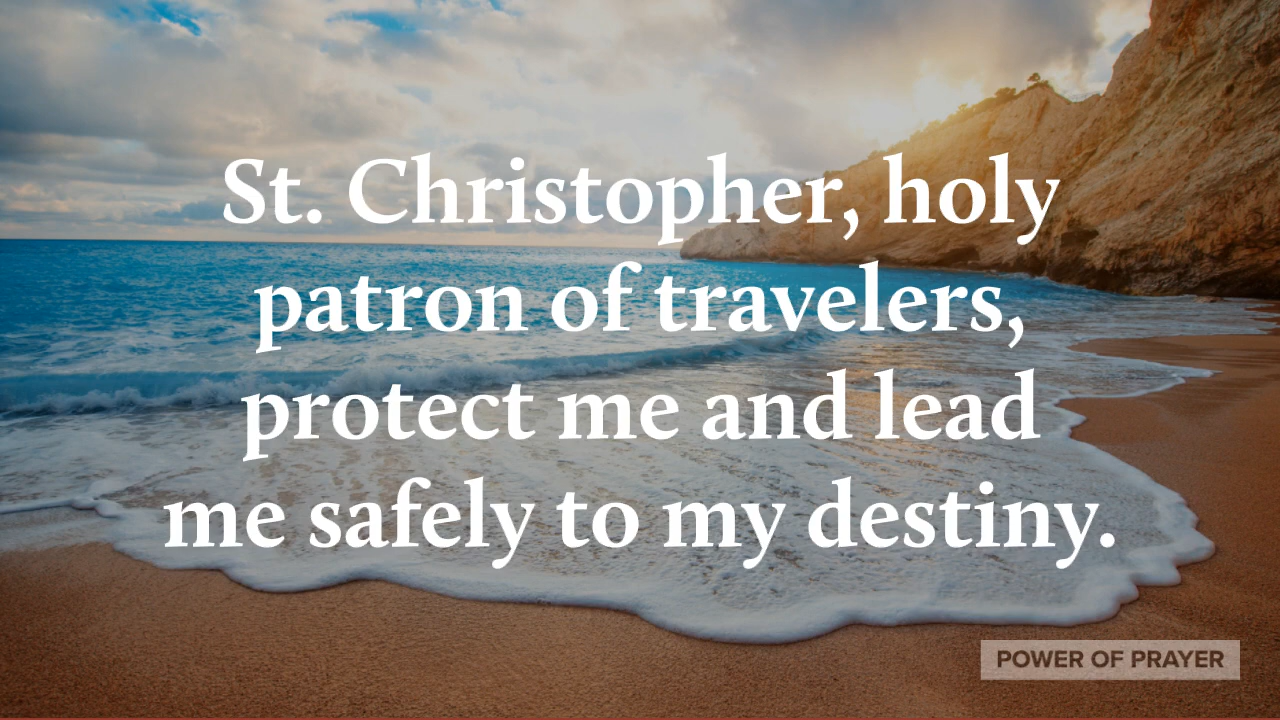 St. Christopher, holy
patron of travelers,
protect me and lead
me safely to my destiny.
POWER OF PRAYER